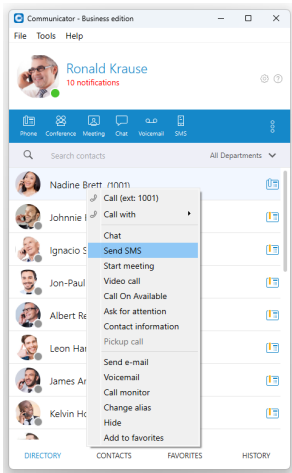 Communicator - Business edition
File Tools Help
Ronald Krause
10 notifications
Phone Conference Meeting Chat Voicemail SMS
Search contacts All Departments
Nadine Brett (1001)
Call (ext: 1001)
Johnnie
Call with
Chat
Ignacio S
Send SMS
Start meeting
Jon-Paul
Video call
Call On Available
Albert Re
Ask for attention
Contact information
Leon Har
Pickup call
Send e-mail
James Ar
Voicemail
Call monitor
Kelvin Ho
Change alias
Hide
Add to favorites
DIRECTORY CONTACTS FAVORITES HISTORY